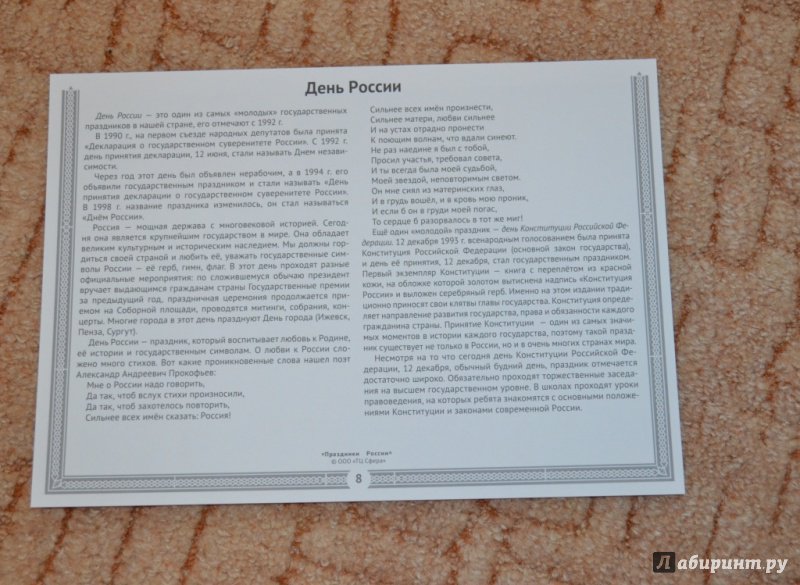 День России
День России — это один из самых «молодых» государственных
праздников в нашей стране, его отмечают с 1992 г.
В 1990 г., на первом съезде народных депутатов была принята
«Декларация о государственном суверенитете России». С 1992 г.
день принятия декларации, 12 июня, стали называть Днем незави-
симости.
Через год этот день был объявлен нерабочим, а в 1994 г. его
объявили государственным праздником и стали называть «День
принятия декларации о государственном суверенитете России».
В 1998 г. название праздника изменилось, он стал называться
«Днём России».
Россия — мощная держава с многовековой историей. Сегод-
ня она является крупнейшим государством в мире. Она обладает
великим культурным и историческим наследием. Мы должны гор-
диться своей страной и любить её, уважать государственные сим-
волы России — её герб, гимн, флаг. В этот день проходят разные
официальные мероприятия: по сложившемуся обычаю президент
вручает выдающимся гражданам страны Государственные премии
за предыдущий год, праздничная церемония продолжается приё-
мом на Соборной площади, проводятся митинги, собрания, кон-
церты. Многие города в этот день празднуют День города (Ижевск,
Пенза, Сургут).
День России — праздник, который воспитывает любовь к Родине,
её истории и государственным символам. О любви к России сложе-
но много стихов. Вот какие проникновенные слова нашел поэт
Александр Андреевич Прокофьев:
Мне о России надо говорить,
Да так, чтоб вслух стихи произносили,
Да так, чтоб захотелось повторить,
Сильнее всех имён сказать: Россия!
Сильнее всех имён произнести,
Сильней матери, любви сильнее
И на устах отрадно пронести
К поющим волнам, что вдали синеют.
Не раз наедине я был с тобой,
Просил участья, требовал совета,
И ты всегда была моей судьбой,
Моей звездой, неповторимым светом.
Он мне сиял из материнских глаз,
И в грудь вошёл, и в кровь мою проник,
И если б он в груди моей погас,
То сердце б разорвалось в тот же миг!
Ещё один «молодой» праздник — день Конституции Российской Фе-
дерации. 12 декабря 1993 г. всенародным голосованием была принята
Конституция Российской Федерации (основной закон государства),
и день её принятия, 12 декабря, стал государственным праздником.
Первый экземпляр Конституции — книга с переплётом из красной
кожи, на обложке которой золотом вытиснена надпись «Конституция
России» и выложен серебряный герб. Именно на этом издании тради-
ционно приносят свои клятвы главы государства. Конституция опреде-
ляет направление развития государства, права и обязанности каждого
гражданина страны. Принятие Конституции — один из самых значи-
мых моментов в истории каждого государства, поэтому такой празд-
ник существует не только в России, но и в очень многих странах мира.
Несмотря на то что сегодня день Конституции Российской Фе-
дерации, 12 декабря, обычный будний день, праздник отмечается
достаточно широко. Обязательно проходят торжественные заседа-
ния на высшем государственном уровне. В школах проходят уроки
правоведения, на которых ребята знакомятся с основными положе-
ниями Конституции и законами современной России.
«Праздники России»
© ООО «ТЦ Сфера»
8
Лабиринт.ру